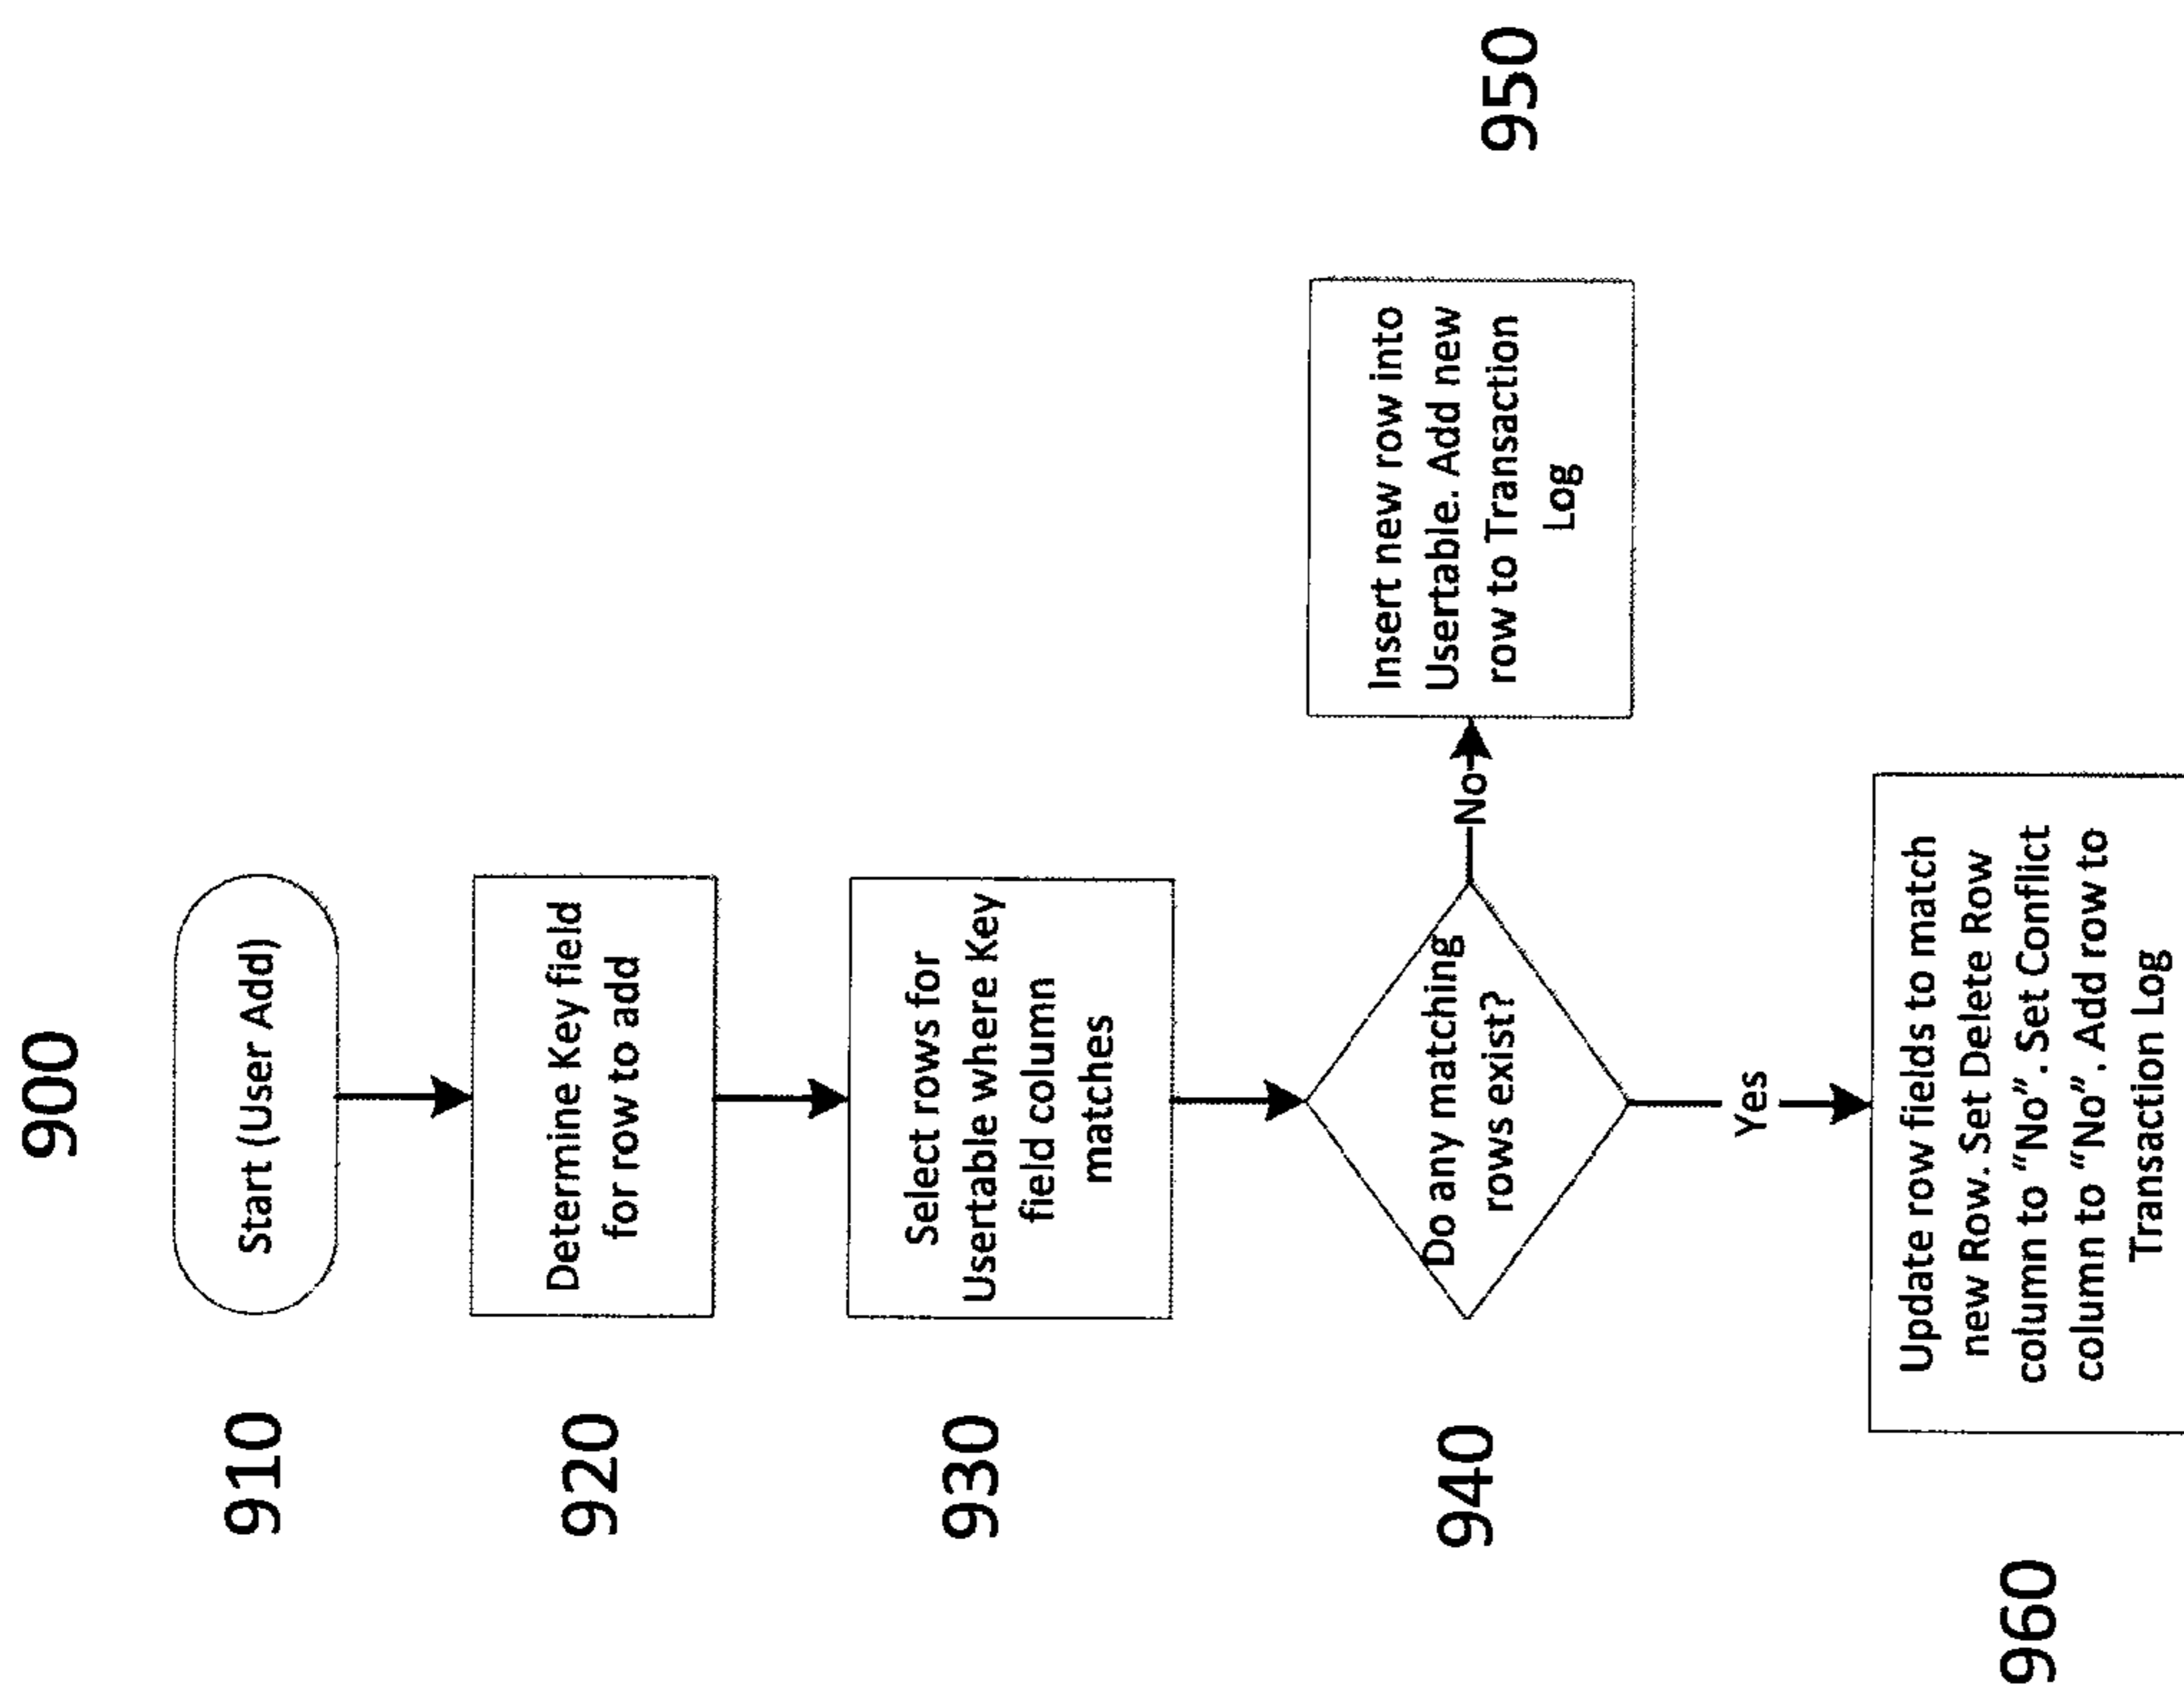 900
910
Start (User Add)
920
Determine Key field
for row to add
930
Select rows for
Usertable where Key
field column
matches
940
Do any matching
rows exist?
No
950
Insert new row into
Usertable. Add new
row to Transaction
Log
Yes
960
Update row fields to match
new Row. Set Delete Row
column to “No”. Set Conflict
column to “No”. Add row to
Transaction Log